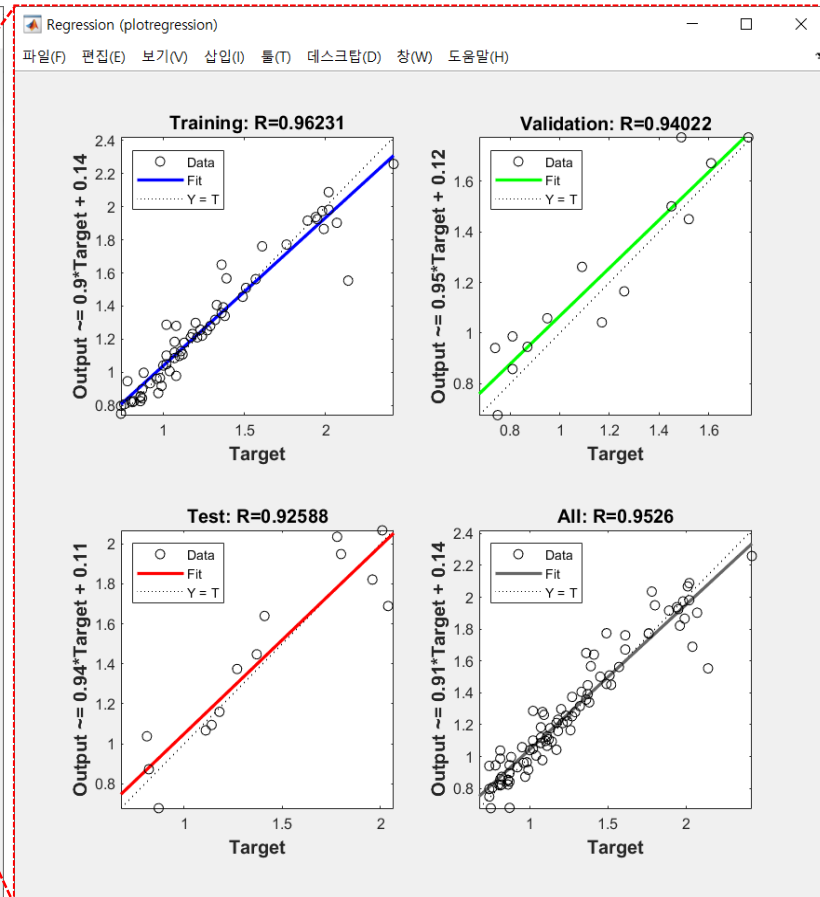 Regression (plotregression)
파일(F) 편집(E) 보기(V) 삽입(I) 툴(T) 데스크탑(D) 창(W) 도움말(H)
Training: R=0.96231
Output ~= 0.9*Target + 0.14
2.4
2.2
2
1.8
1.6
1.4
1.2
1
0.8
Data
Fit
Y = T
1 1.5 2
Target
Validation: R=0.94022
Output ~= 0.95*Target + 0.12
1.6
1.4
1.2
1
0.8
Data
Fit
Y = T
0.8 1 1.2 1.4 1.6
Target
Test: R=0.92588
Output ~= 0.94*Target + 0.11
2
1.8
1.6
1.4
1.2
1
0.8
Data
Fit
Y = T
1 1.5 2
Target
All: R=0.9526
Output ~= 0.91*Target + 0.14
2.4
2.2
2
1.8
1.6
1.4
1.2
1
0.8
Data
Fit
Y = T
1 1.5 2
Target